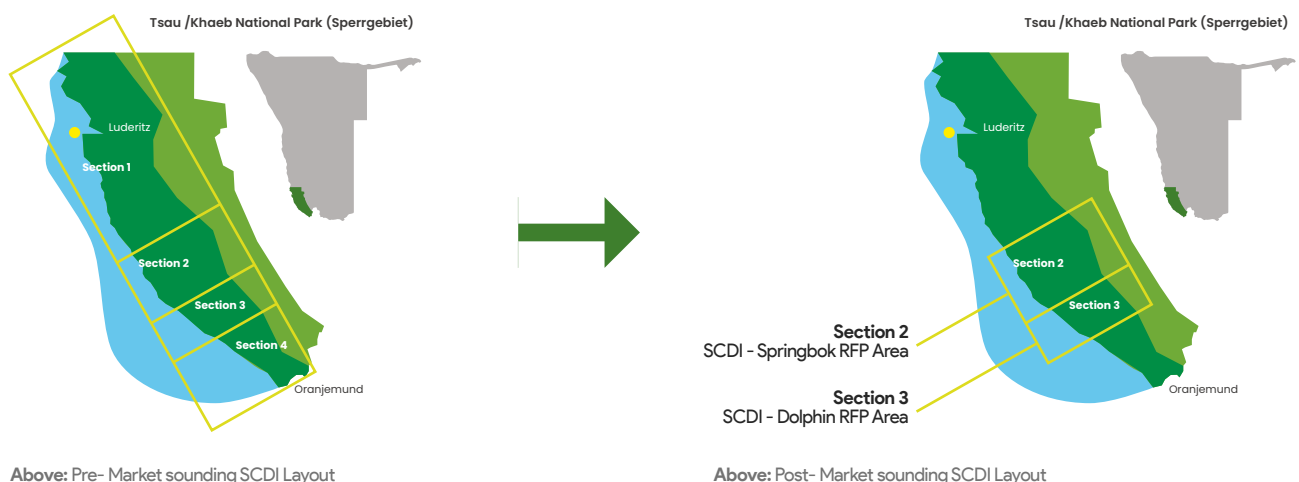 Tsau /Khaeb National Park (Sperrgebiet)
Luderitz
Section 1
Section 2
Section 3
Section 4
Oranjemund
Above: Pre- Market sounding SCDI Layout
Tsau /Khaeb National Park (Sperrgebiet)
Luderitz
Section 2
Section 3
Section 2
SCDI - Springbok RFP Area
Section 3
SCDI - Dolphin RFP Area
Oranjemund
Above: Post- Market sounding SCDI Layout